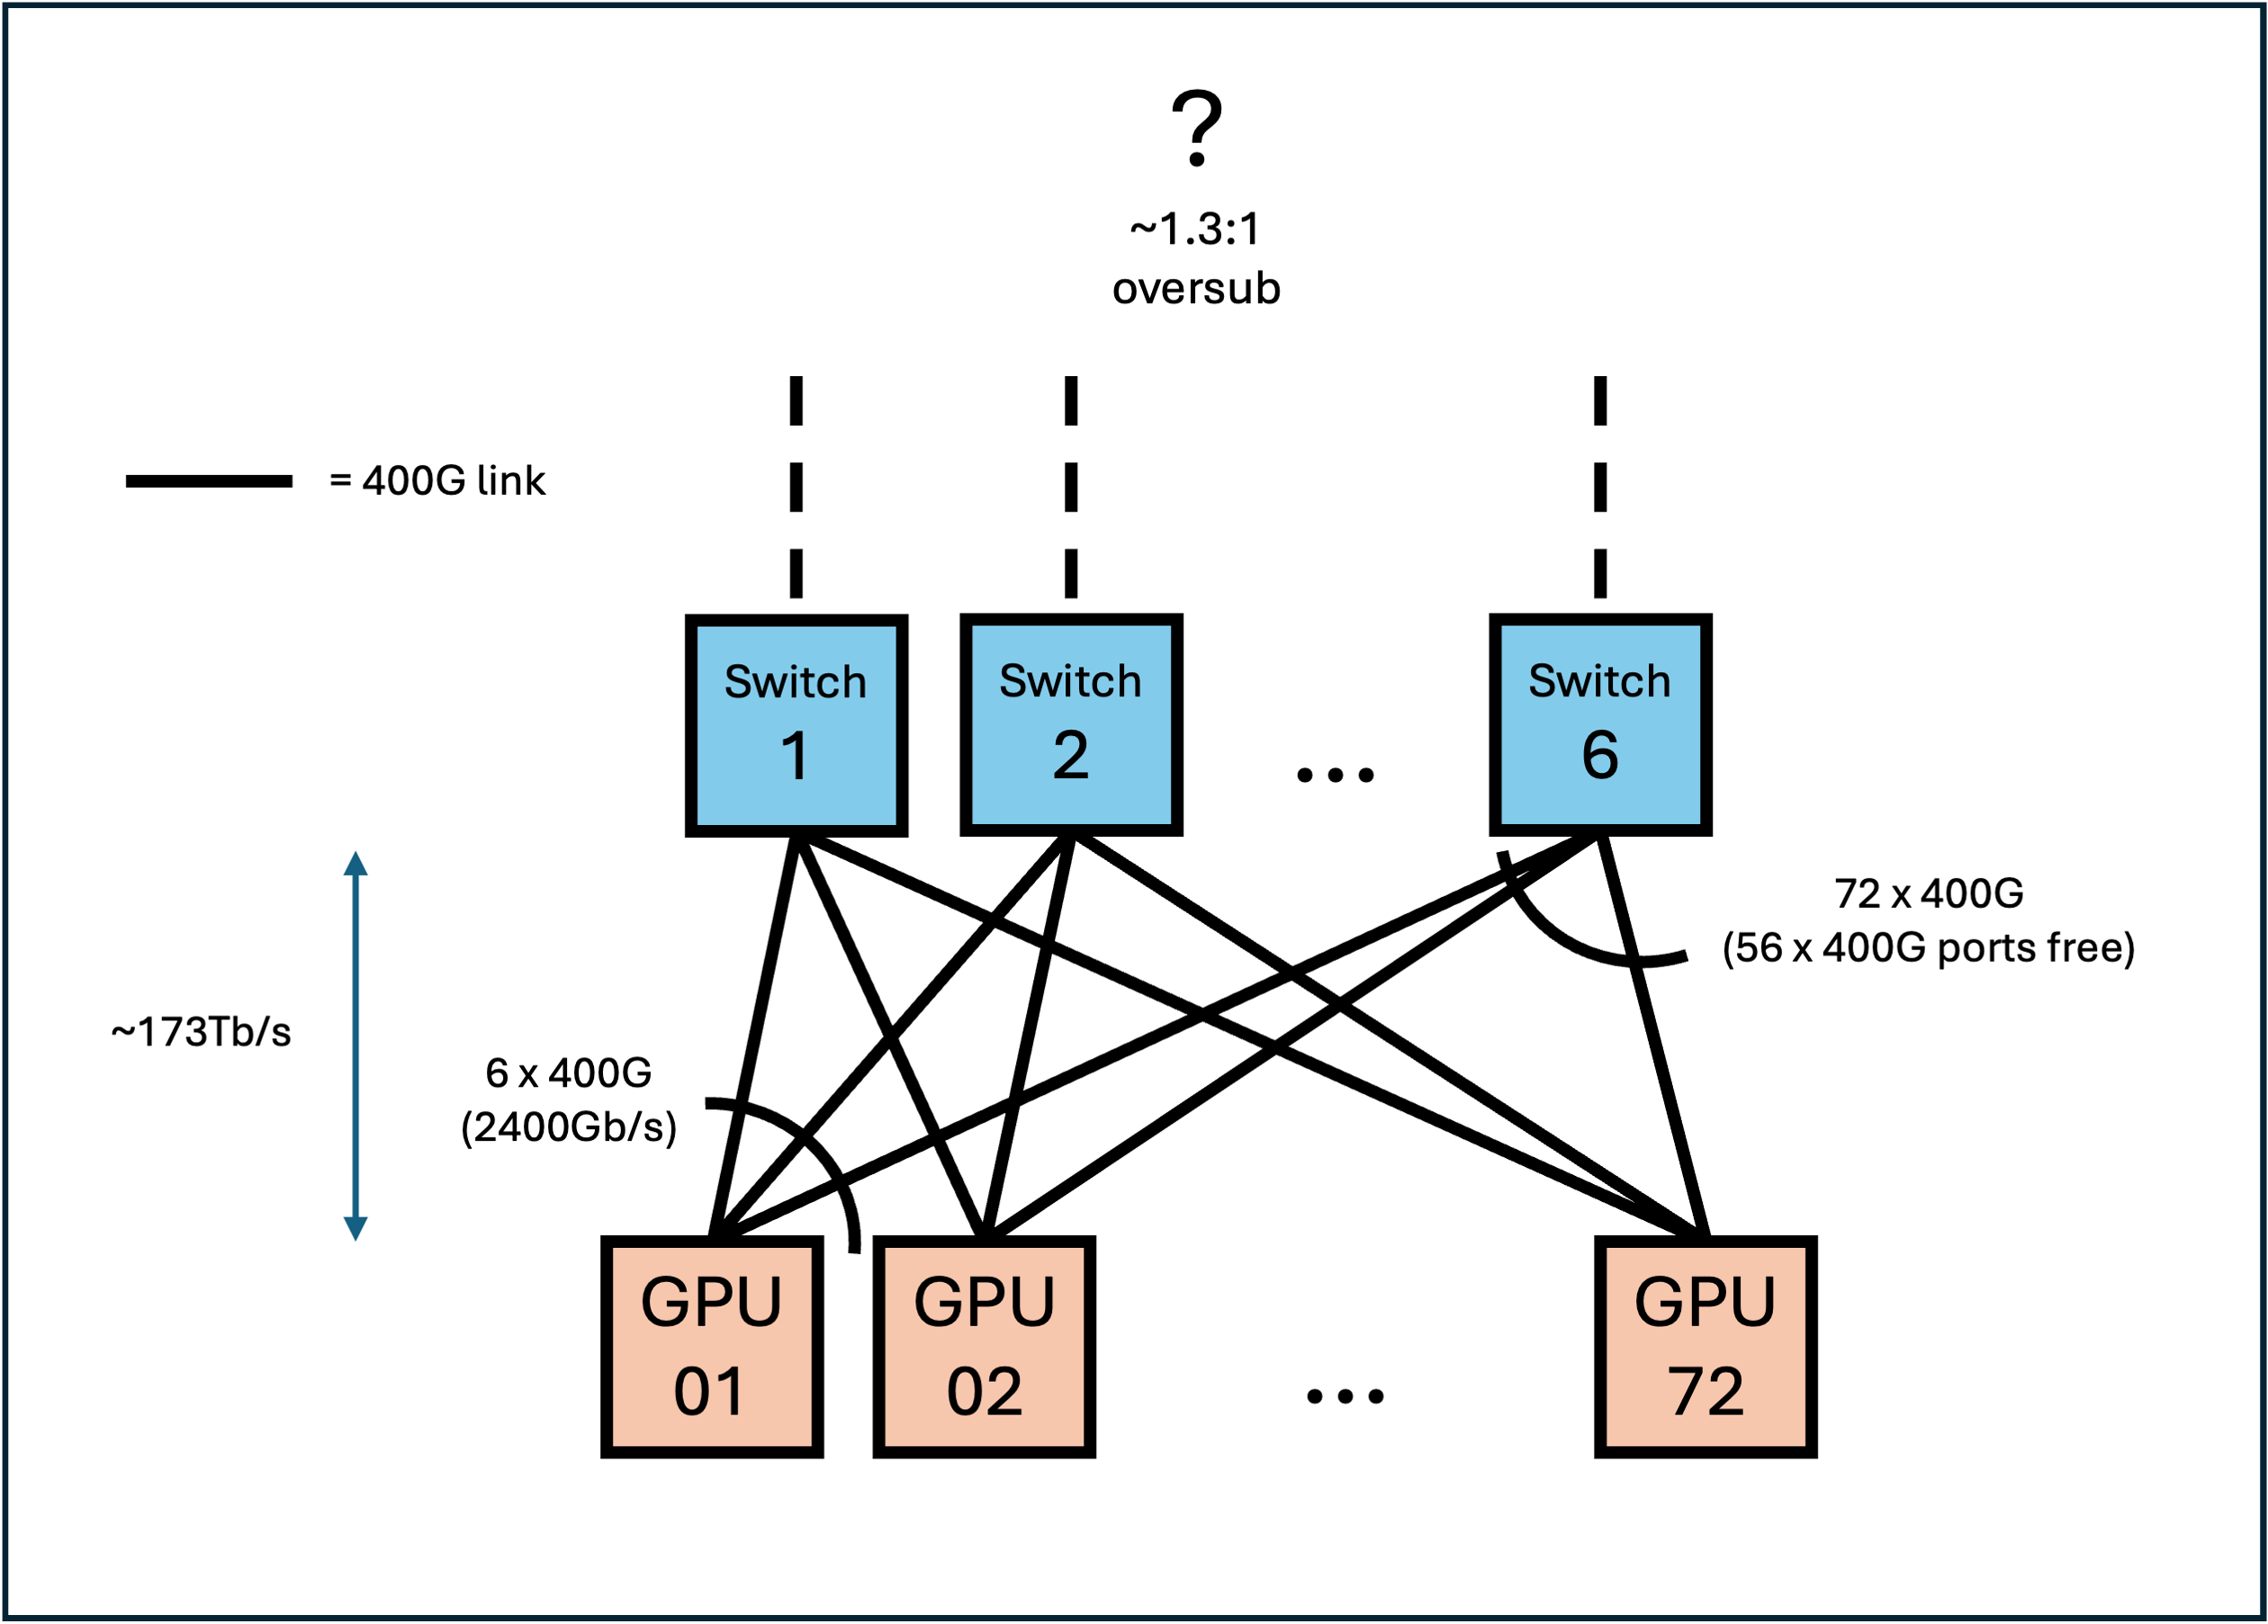 ?
~1.3:1
oversub
= 400G link
Switch
1
Switch
2
...
Switch
6
72 x 400G
(56 x 400G ports free)
~173Tb/s
6 x 400G
(2400Gb/s)
GPU
01
GPU
02
...
GPU
72